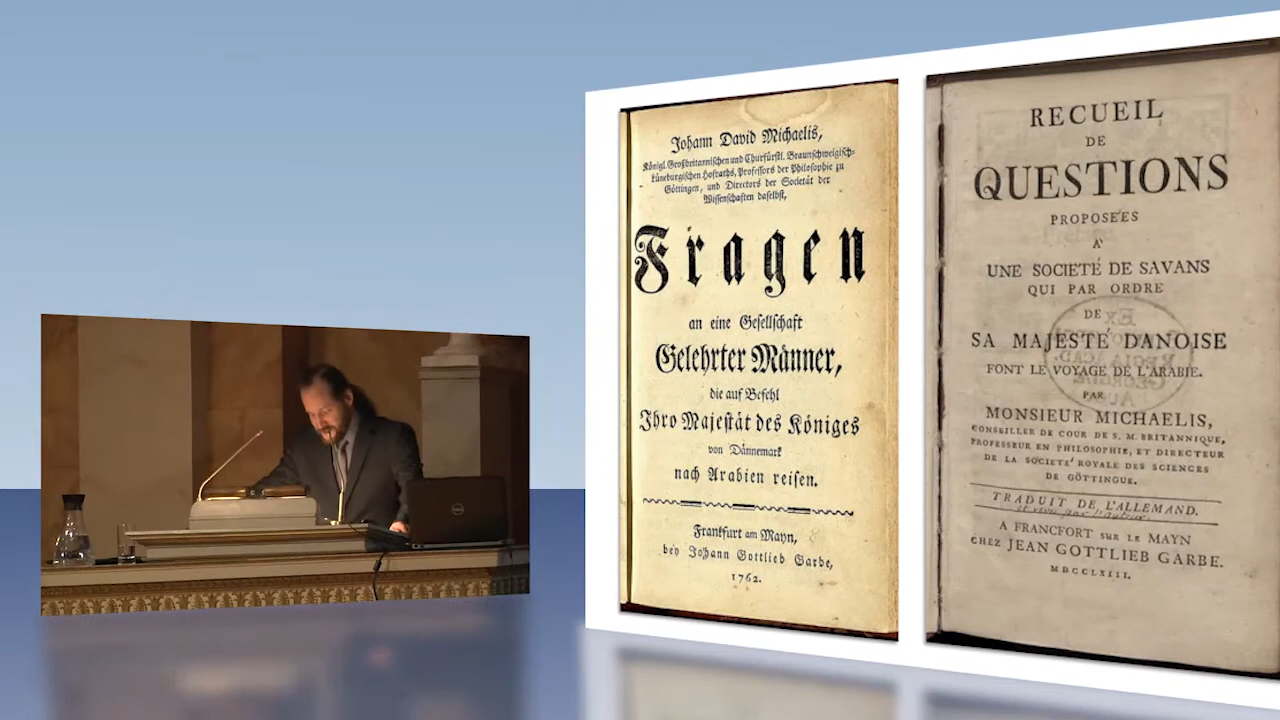 Johann David Michaelis,
Königl. Großbritannischen und Churfürstl. Braunschweigisch-
Lüneburgischen Hofraths, Professors der Philosophie zu
Göttingen, und Directors der Societät der
Wissenschaften daselbst,
Fragen
an eine Gesellschaft
Gelehrter Männer,
die auf Befehl
Ihro Majestät des Königes
von Dännemark
nach Arabien reisen.
Frankfurt am Mayn,
bey Johann Gottlieb Garbe,
1762.
RECUEIL
DE
QUESTIONS
PROPOSÉES
A'
UNE SOCIETÉ DE SAVANS
QUI PAR ORDRE
DE
SA MAJESTÉ DANOISE
FONT LE VOYAGE DE L'ARABIE.
PAR
MONSIEUR MICHAELIS,
CONSEILLER DE COUR DE S. M. BRITANNIQUE,
PROFESSEUR EN PHILOSOPHIE, ET DIRECTEUR
DE LA SOCIETÉ ROYALE DES SCIENCES
DE GÖTTINGUE.
TRADUIT DE L'ALLEMAND.
A FRANCFORT SUR LE MAYN
CHEZ JEAN GOTTLIEB GARBE.
MDCCLXIII.
DELL